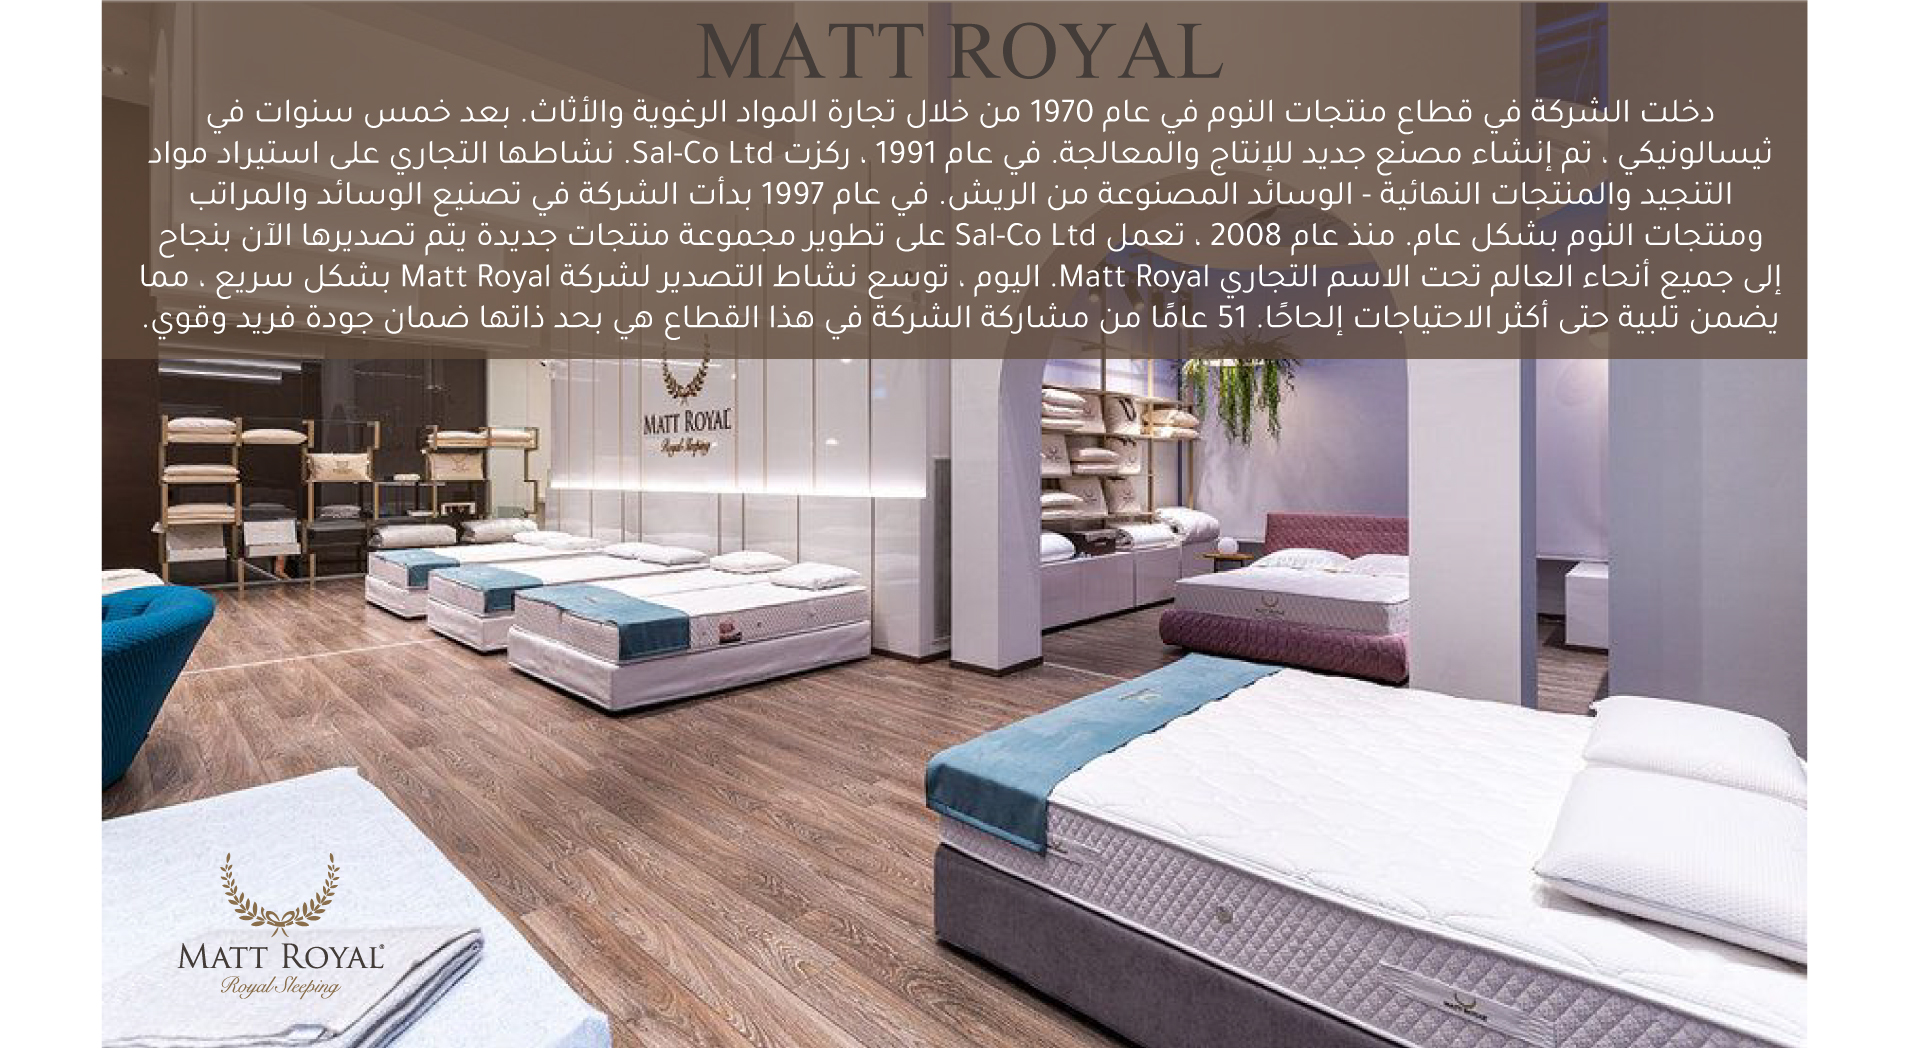 MATT ROYAL
دخلت الشركة في قطاع منتجات النوم في عام 1970 من خلال تجارة المواد الرغوية والأثاث. بعد خمس سنوات في
ثيسالونيكي ، تم إنشاء مصنع جديد للإنتاج والمعالجة. في عام 1991 ، ركزت Sal-Co Ltd. نشاطها التجاري على استيراد مواد
التنجيد والمنتجات النهائية - الوسائد المصنوعة من الريش. في عام 1997 بدأت الشركة في تصنيع الوسائد والمراتب
ومنتجات النوم بشكل عام. منذ عام 2008 ، تعمل Sal-Co Ltd على تطوير مجموعة منتجات جديدة يتم تصديرها الآن بنجاح
إلى جميع أنحاء العالم تحت الاسم التجاري Matt Royal. اليوم ، توسع نشاط التصدير لشركة Matt Royal بشكل سريع ، مما
يضمن تلبية حتى أكثر الاحتياجات إلحاحًا. 51 عامًا من مشاركة الشركة في هذا القطاع هي بحد ذاتها ضمان جودة فريد وقوي.
MATT ROYAL
Royal Sleeping
MATT ROYAL
MATT ROYAL®
Royal Sleeping
MATT ROYAL